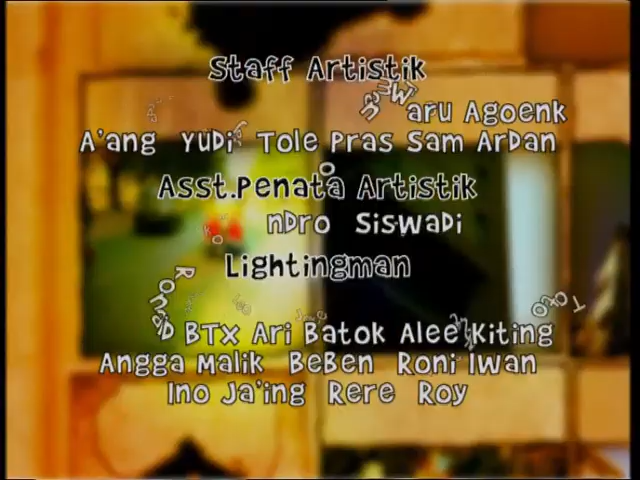 Staff Artistik
aru Agoenk
A'ang Yudi Tole Pras Sam Ardan
Asst.Penata Artistik
ndro Siswadi
Lightingman
BTX Ari Batok Alee Kiting
Angga Malik BeBen Roni Iwan
Ino Ja'ing Rere Roy